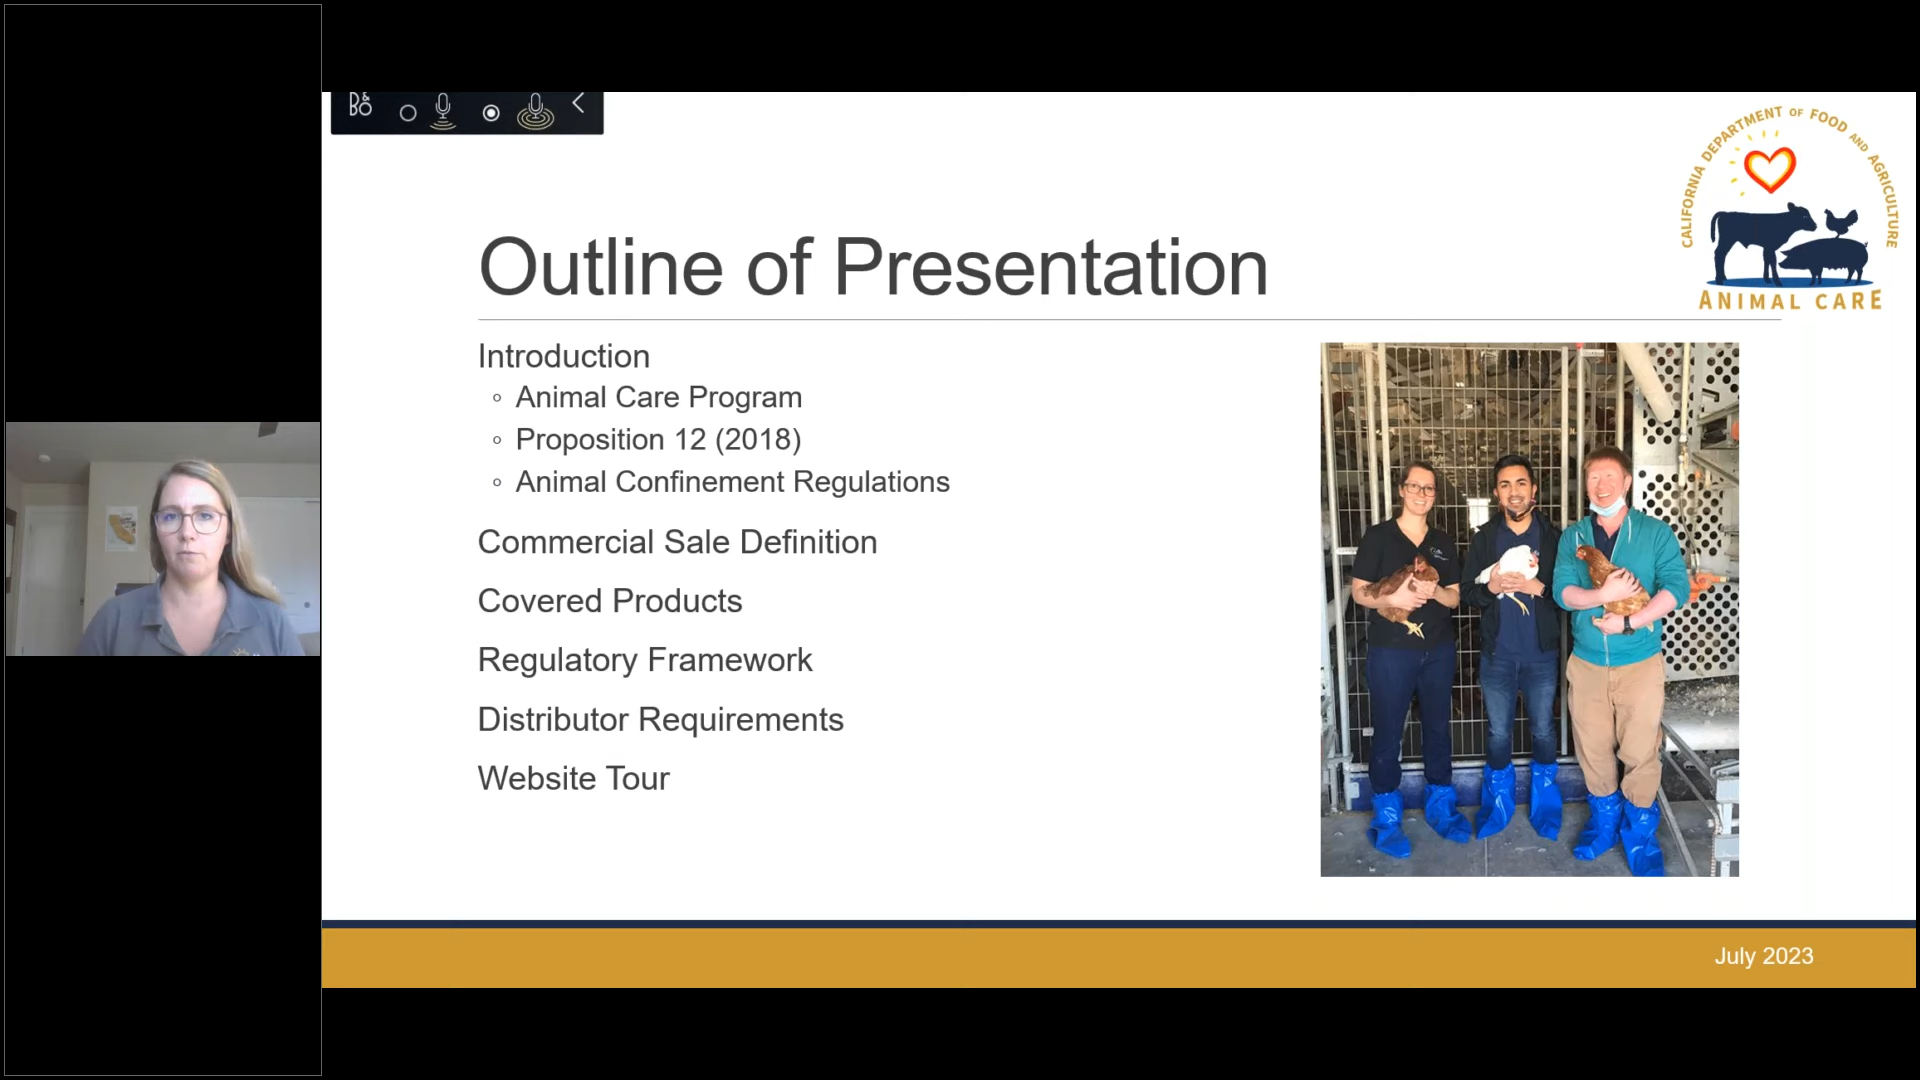 B&O
CALIFORNIA DEPARTMENT OF FOOD AND AGRICULTURE
ANIMAL CARE
Outline of Presentation
Introduction
Animal Care Program
Proposition 12 (2018)
Animal Confinement Regulations
Commercial Sale Definition
Covered Products
Regulatory Framework
Distributor Requirements
Website Tour
July 2023